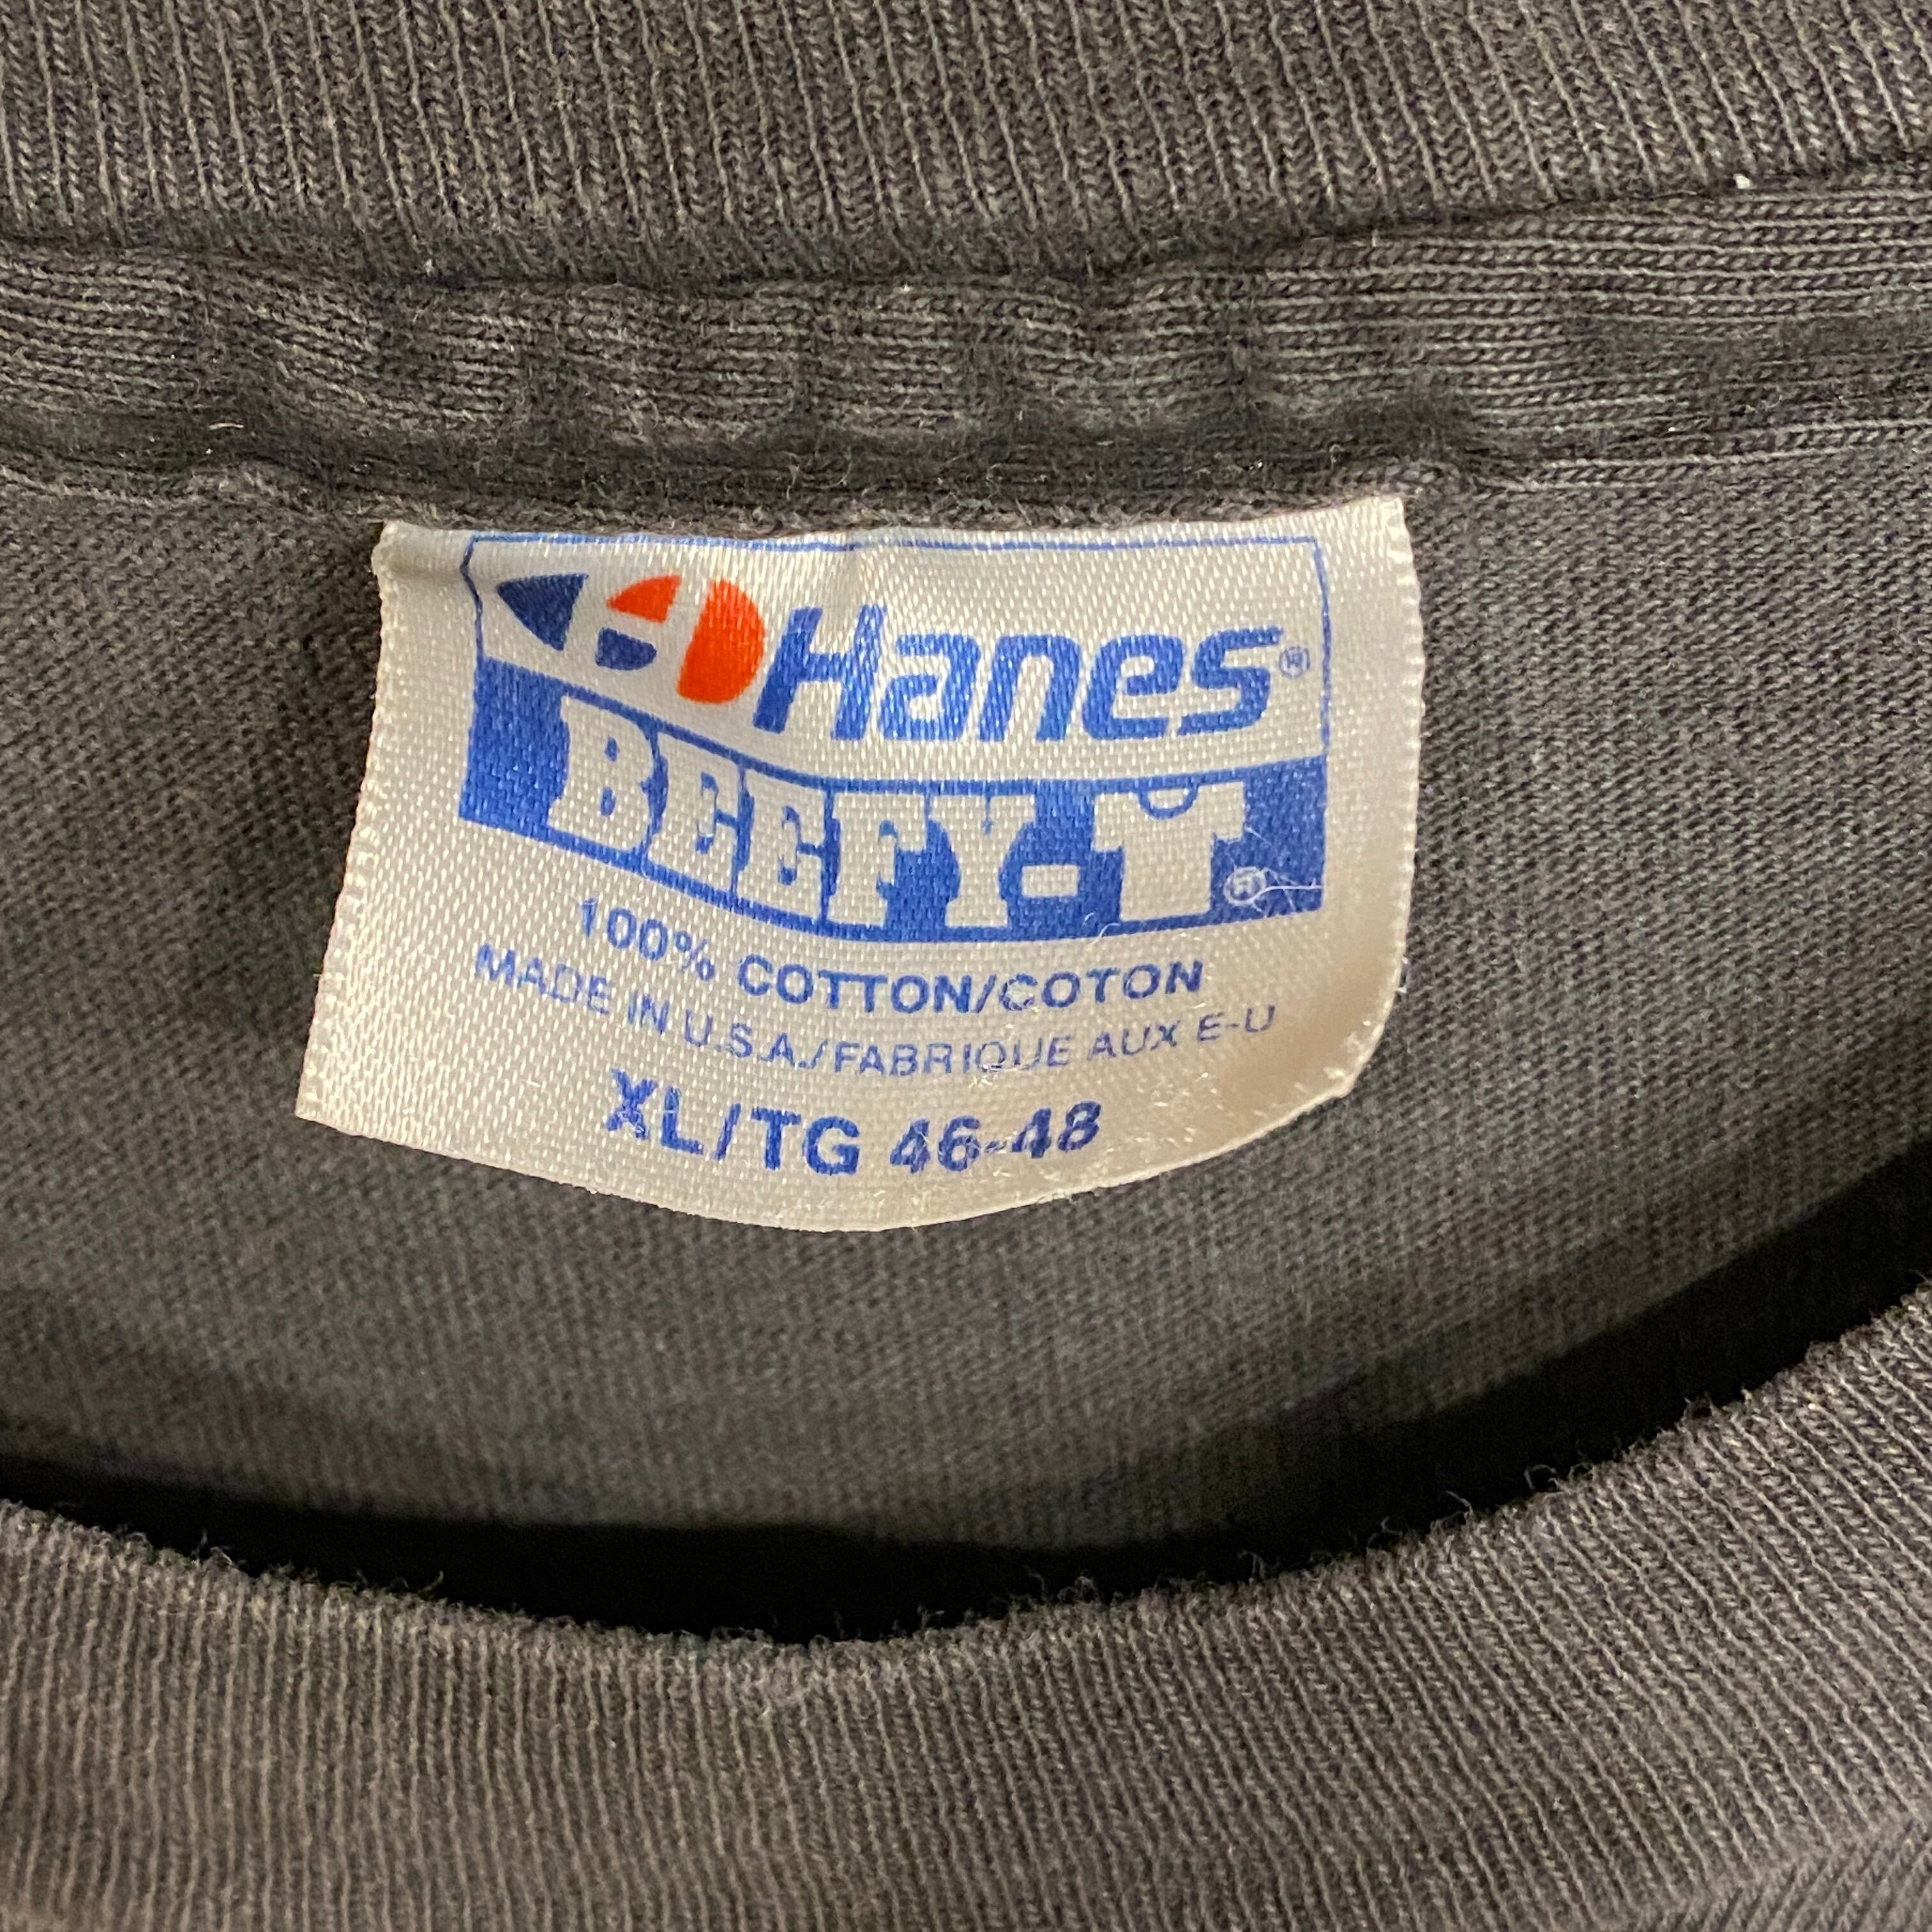 Hanes®
BEEFY-T®
100% COTTON/COTON
MADE IN U.S.A./FABRIQUE AUX E-U
XL/TG 46-48